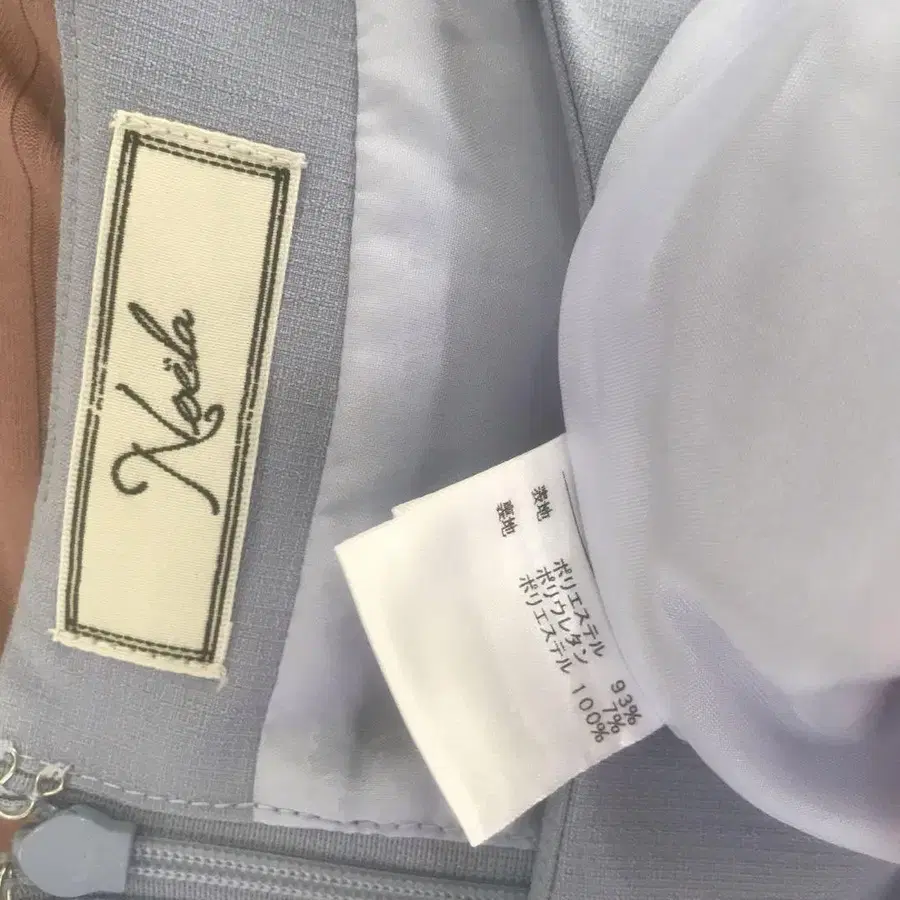 Noëla
表地 ポリエステル 93%
ポリウレタン 7%
裏地 ポリエステル 100%